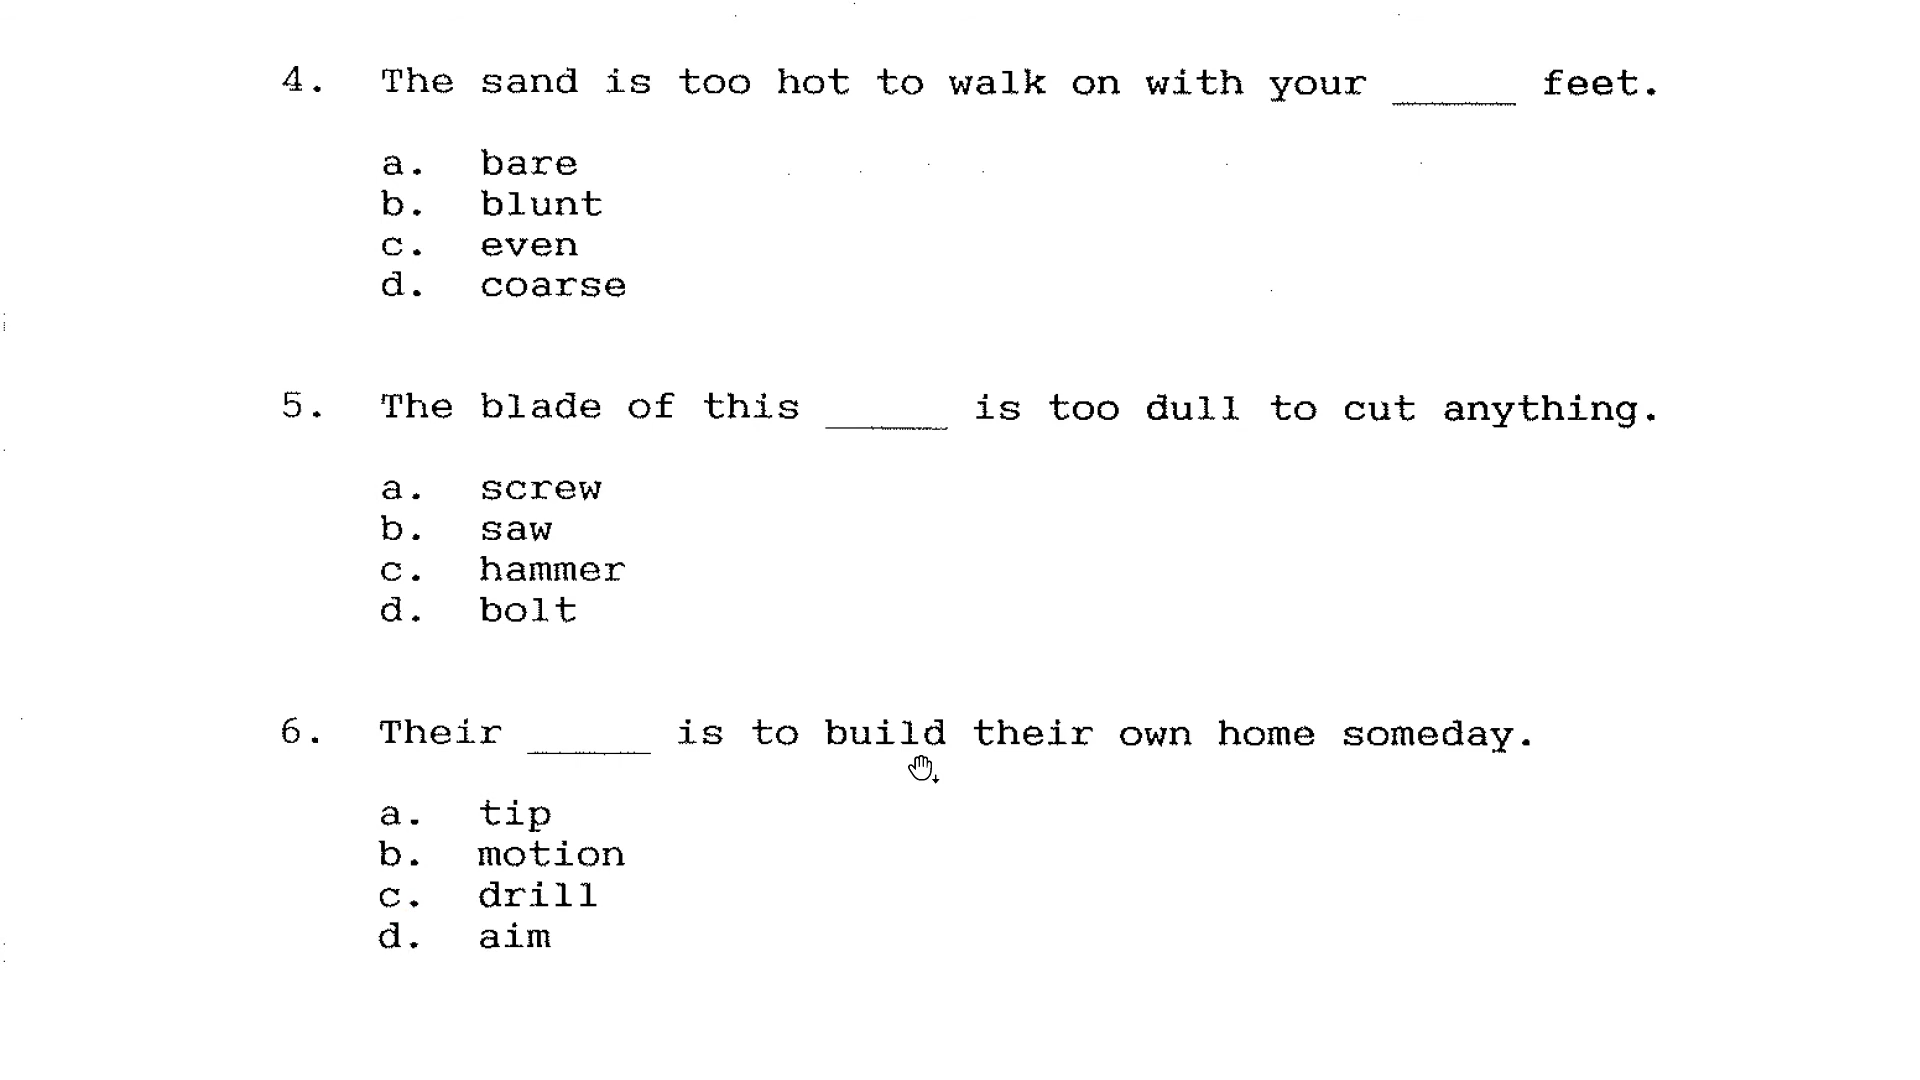 4. The sand is too hot to walk on with your _____ feet.
a. bare
b. blunt
c. even
d. coarse
5. The blade of this _____ is too dull to cut anything.
a. screw
b. saw
c. hammer
d. bolt
6. Their _____ is to build their own home someday.
a. tip
b. motion
c. drill
d. aim